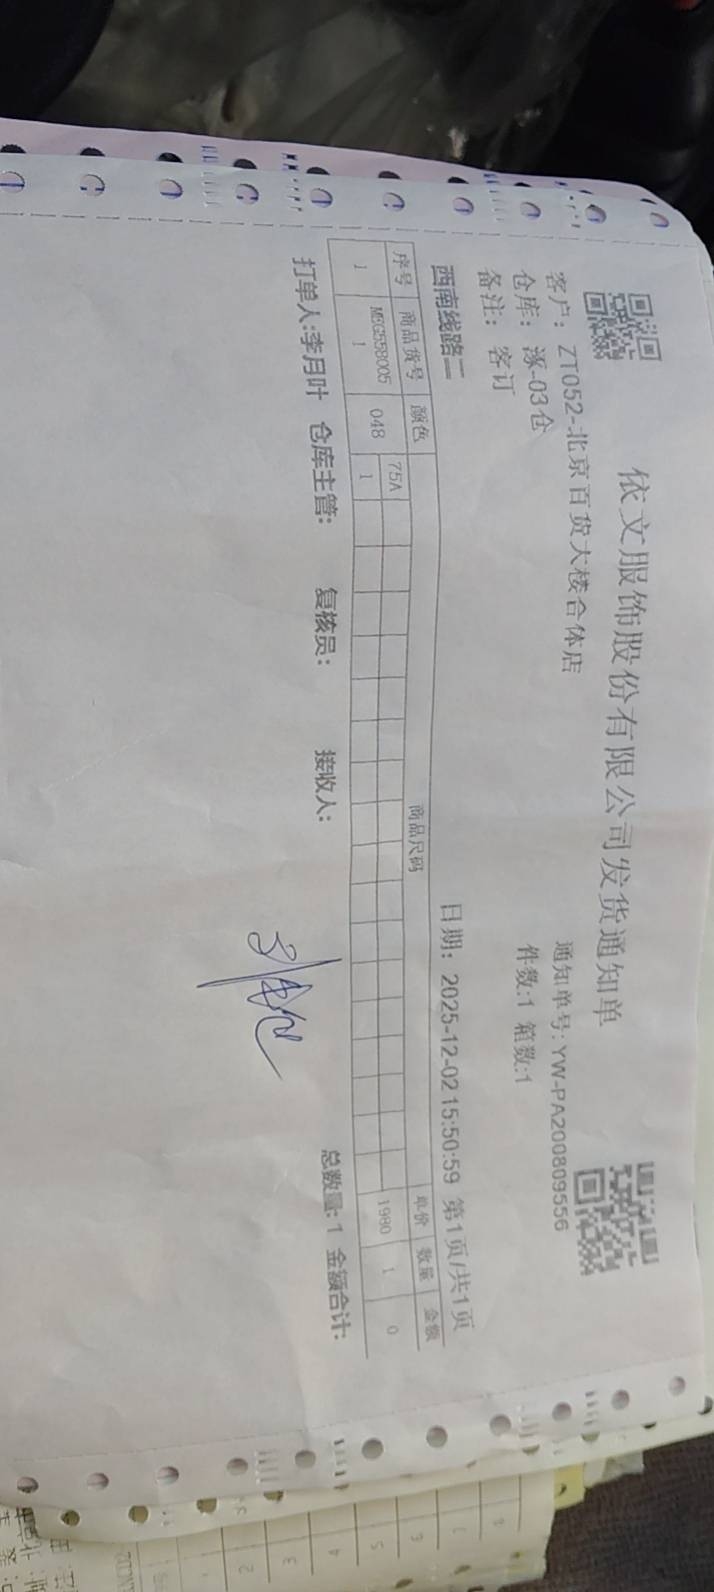 依文服饰股份有限公司发货通知单
客户：ZT052-北京百货大楼合体店 通知单号:YW-PA200809556
仓库：涿-03仓 件数:1 箱数:1
备注：客订
西南线路二 日期：2025-12-02 15:50:59 第1页/共1页
序号 商品货号 颜色 商品尺码 单价 数量 金额
75A
1 MEG558005 048 1980 1 0
1 1
打单人:李月叶 仓库主管: 复核员: 接收人: 总数量:1 金额合计: